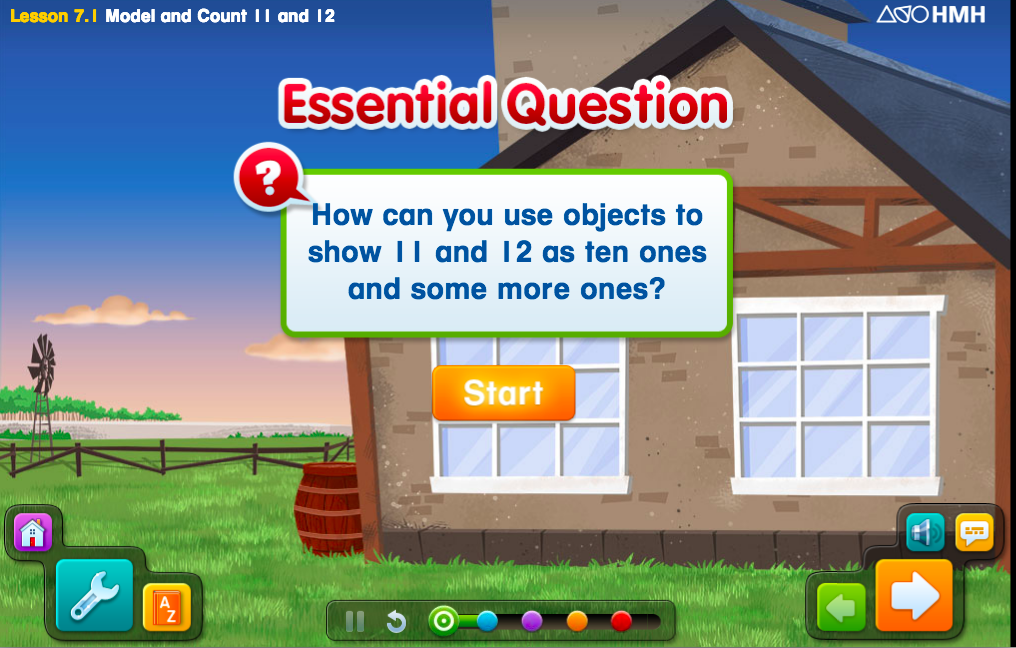 Lesson 7.1 Model and Count 11 and 12
HMH
Essential Question
?
How can you use objects to
show 11 and 12 as ten ones
and some more ones?
Start
A
Z